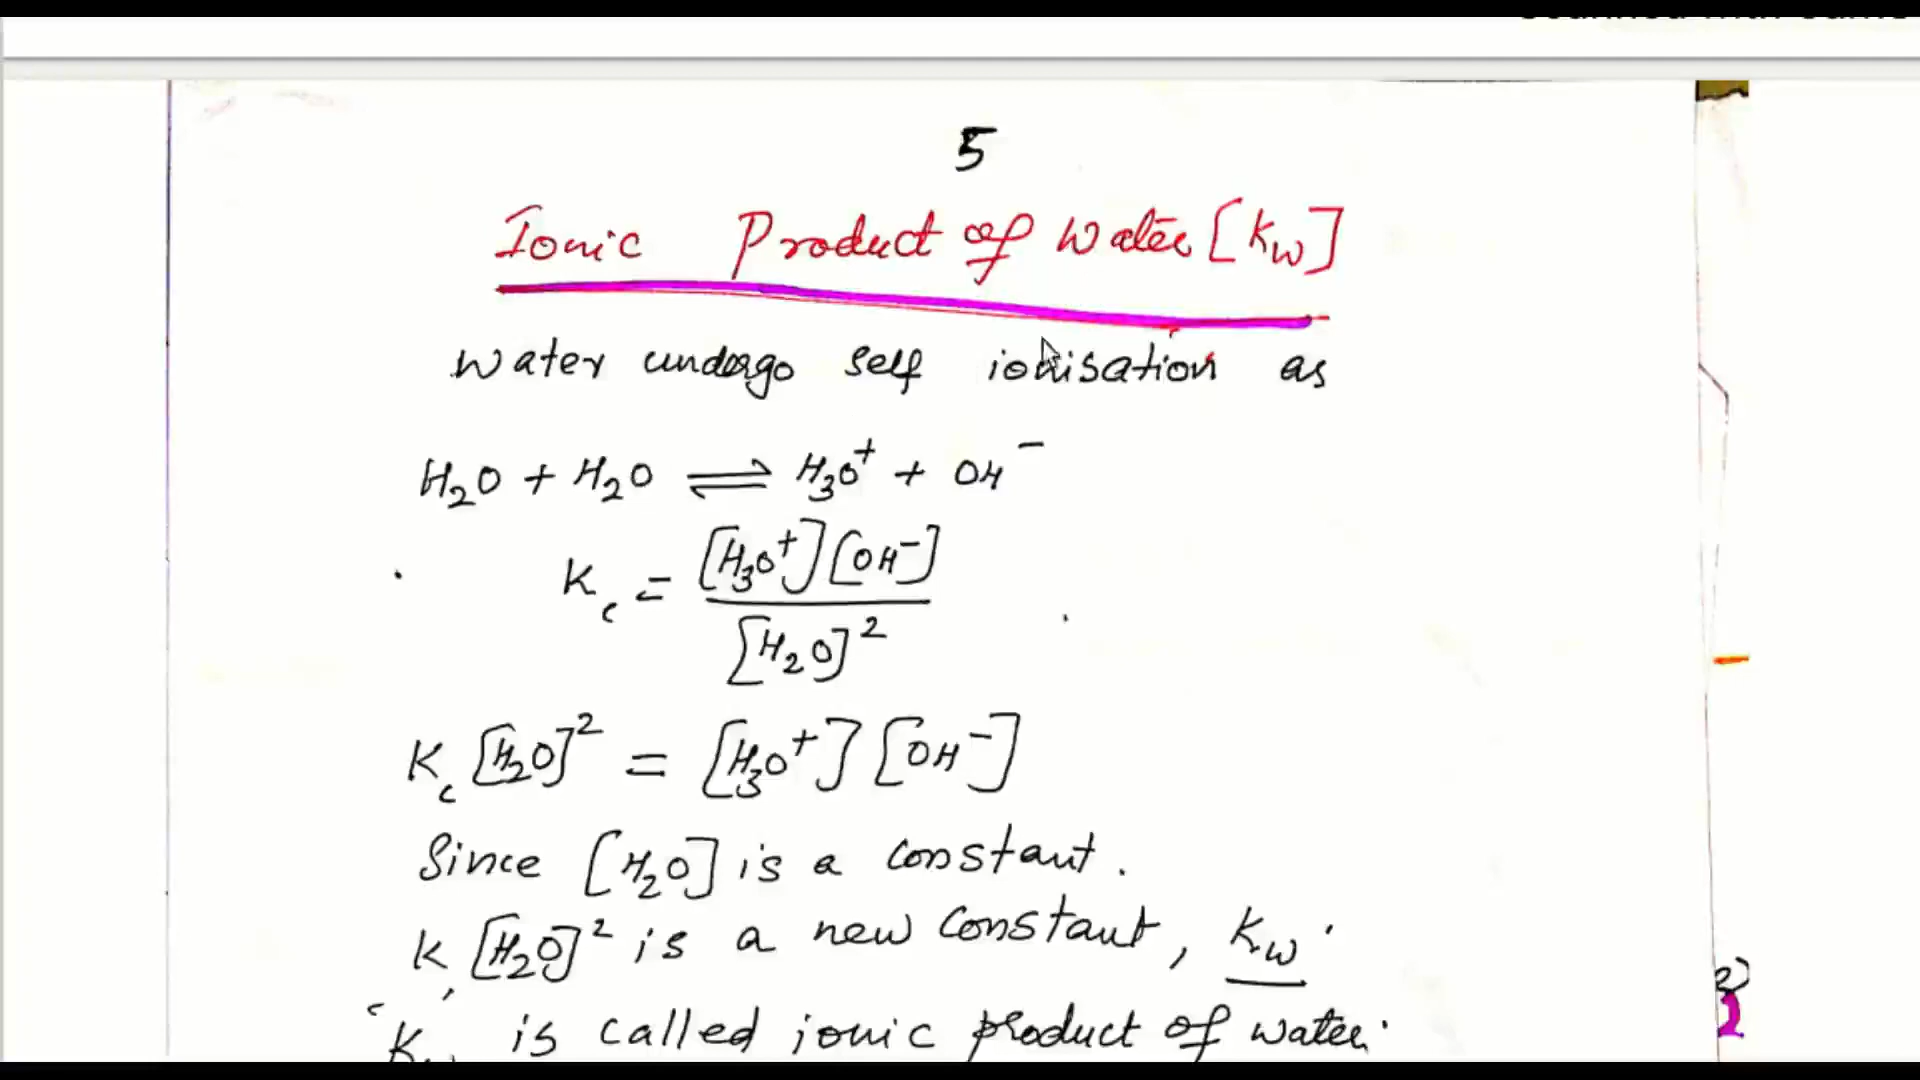 5
Ionic Product of Water [Kw]
Water undergo self ionisation as
H₂O + H₂O ⇌ H₃O⁺ + OH⁻
Kc = [H₃O⁺][OH⁻] / [H₂O]²
Kc [H₂O]² = [H₃O⁺] [OH⁻]
Since [H₂O] is a constant.
K [H₂O]² is a new constant, Kw.
is called ionic product of water.